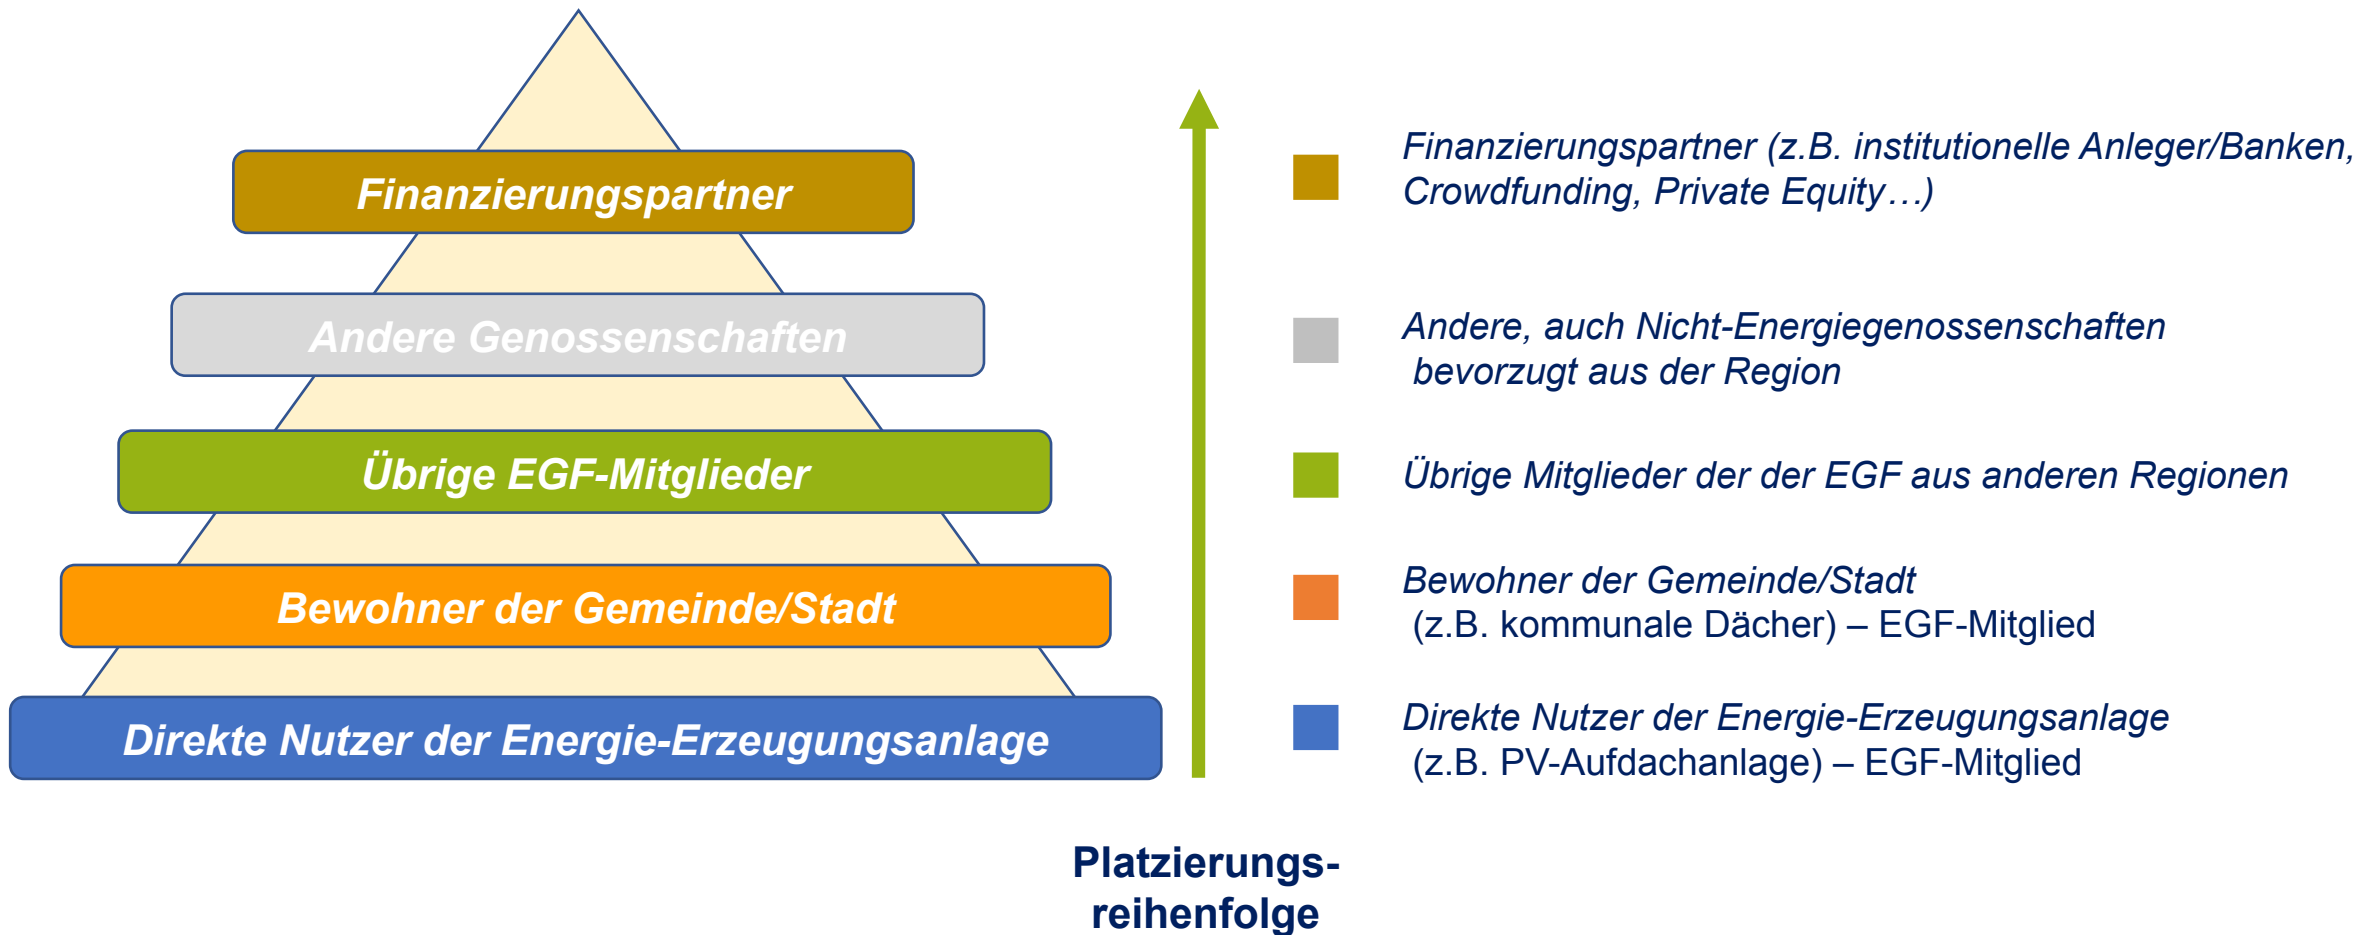 Finanzierungspartner
Andere Genossenschaften
Übrige EGF-Mitglieder
Bewohner der Gemeinde/Stadt
Direkte Nutzer der Energie-Erzeugungsanlage
Platzierungs-
reihenfolge
Finanzierungspartner (z.B. institutionelle Anleger/Banken,
Crowdfunding, Private Equity…)
Andere, auch Nicht-Energiegenossenschaften
bevorzugt aus der Region
Übrige Mitglieder der der EGF aus anderen Regionen
Bewohner der Gemeinde/Stadt
(z.B. kommunale Dächer) – EGF-Mitglied
Direkte Nutzer der Energie-Erzeugungsanlage
(z.B. PV-Aufdachanlage) – EGF-Mitglied